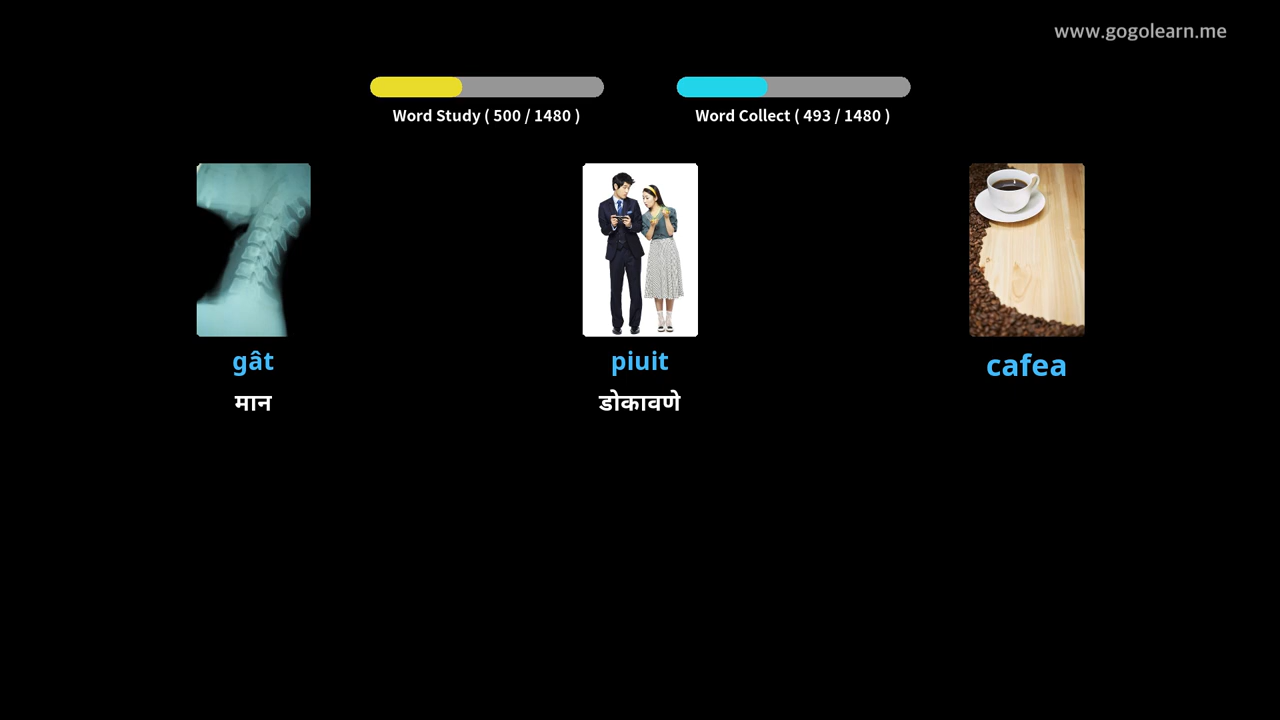 www.gogolearn.me
Word Study ( 500 / 1480 )
Word Collect ( 493 / 1480 )
gât
piuit
cafea
मान
डोकावणे